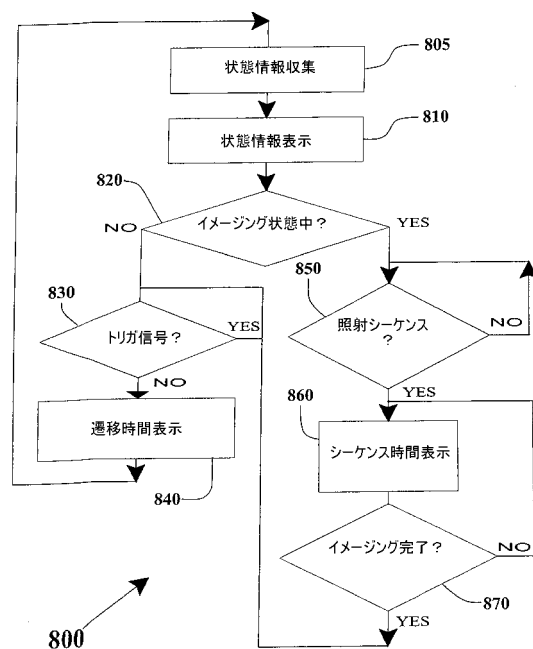 状態情報収集
805
状態情報表示
810
820
イメージング状態中？
NO
YES
830
850
トリガ信号？
YES
照射シーケンス
？
NO
NO
YES
遷移時間表示
860
シーケンス時間表示
840
イメージング完了？
NO
870
YES
800